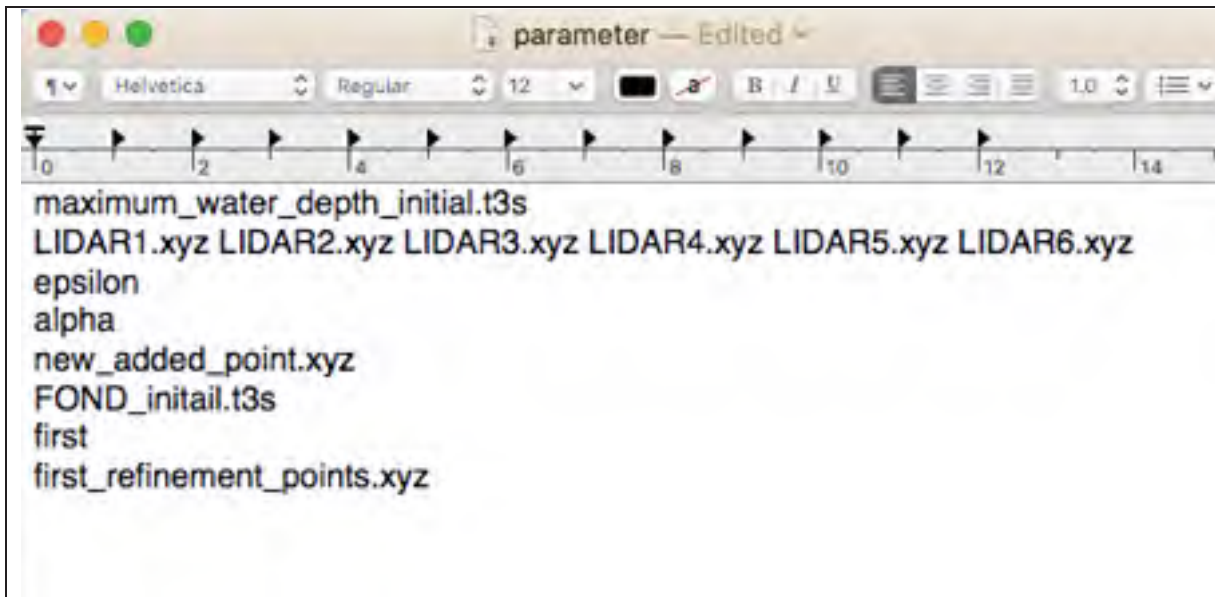 parameter — Edited
Helvetica Regular 12 a B I U 1.0
0 2 4 6 8 10 12 14
maximum_water_depth_initial.t3s
LIDAR1.xyz LIDAR2.xyz LIDAR3.xyz LIDAR4.xyz LIDAR5.xyz LIDAR6.xyz
epsilon
alpha
new_added_point.xyz
FOND_initail.t3s
first
first_refinement_points.xyz